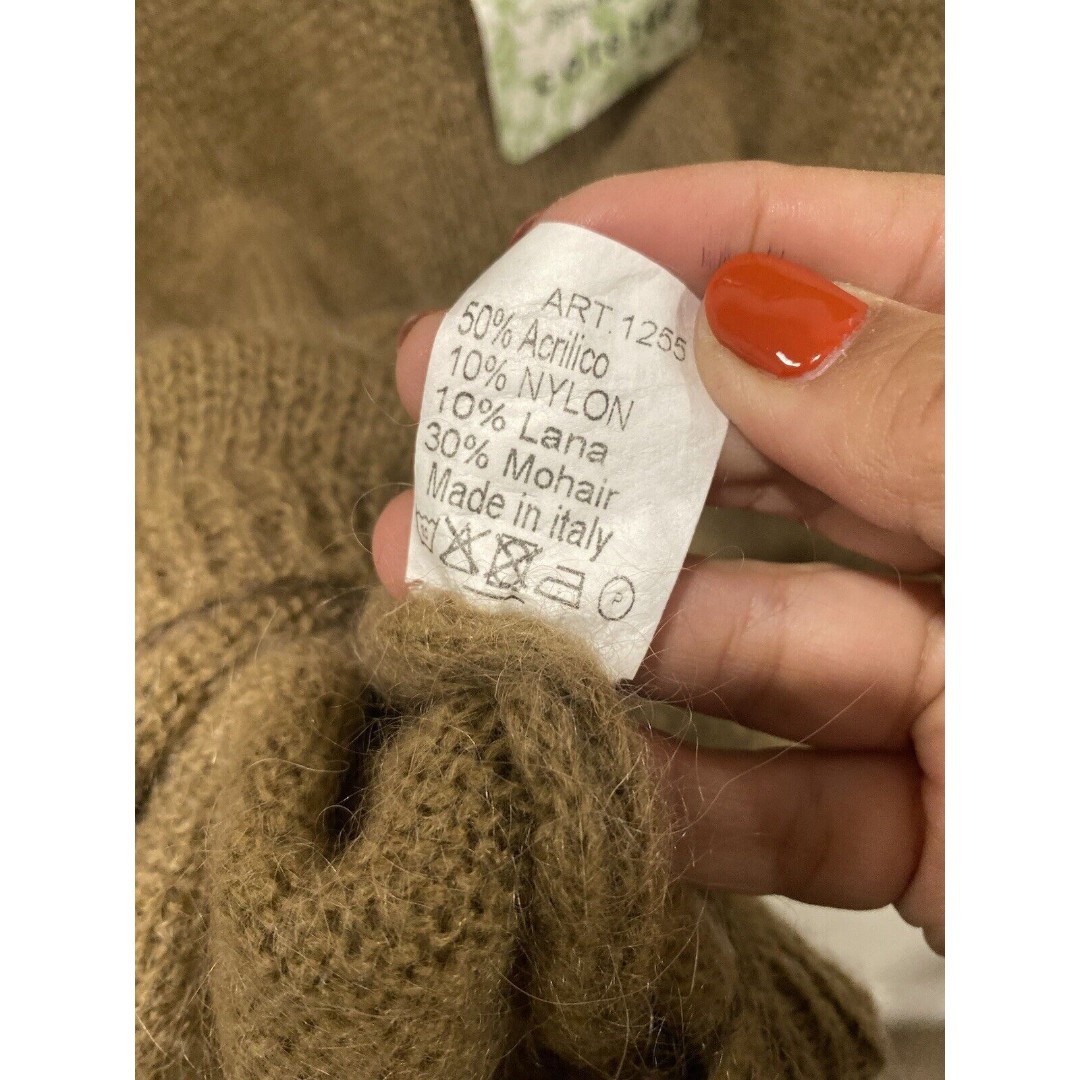 ART. 1255
50% Acrilico
10% NYLON
10% Lana
30% Mohair
Made in italy
P